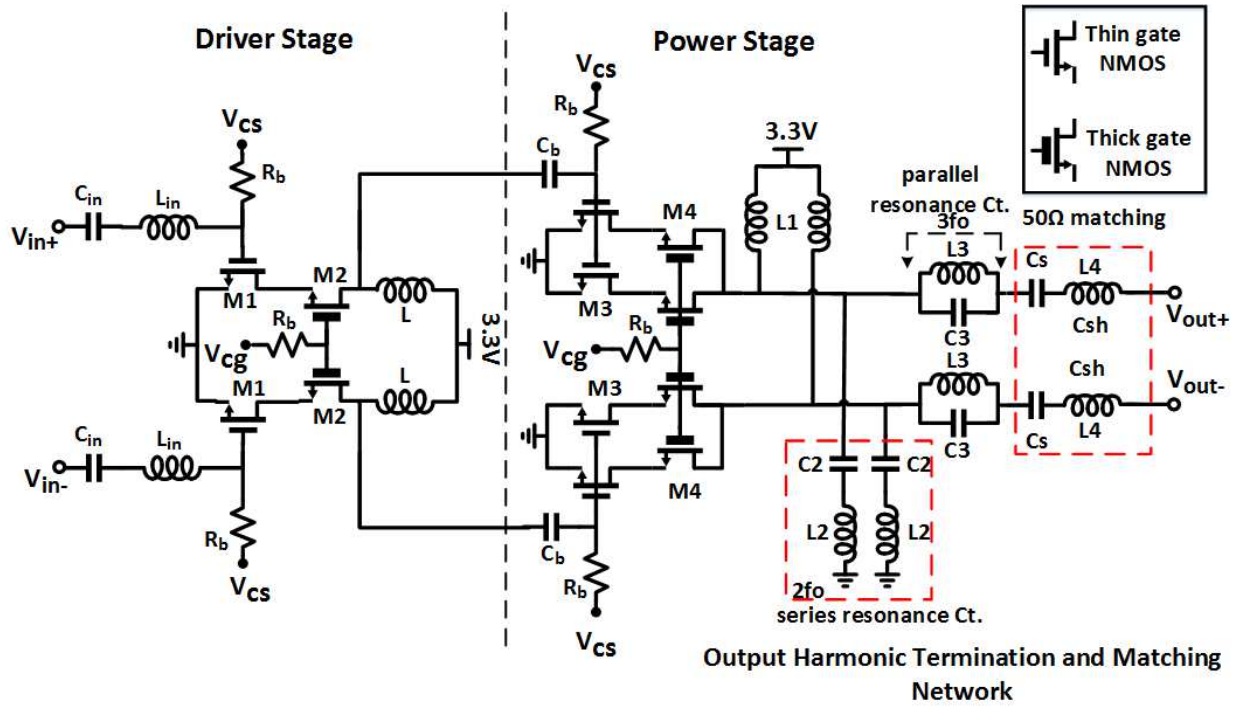 Driver Stage
Power Stage
Thin gate
NMOS
Thick gate
NMOS
Vcs
Rb
Cin
Lin
Vin+
M1
M2
L
Rb
Vcg
3.3V
M1
M2
L
Cin
Lin
Vin-
Rb
Vcs
Vcs
Rb
Cb
M4
M3
Rb
Vcg
M3
M4
Cb
Rb
Vcs
3.3V
L1
parallel
resonance Ct.
3fo
L3
C3
L3
C3
50Ω matching
Cs
L4
Csh
Vout+
Csh
Cs
L4
Vout-
C2
C2
L2
L2
2fo
series resonance Ct.
Output Harmonic Termination and Matching
Network